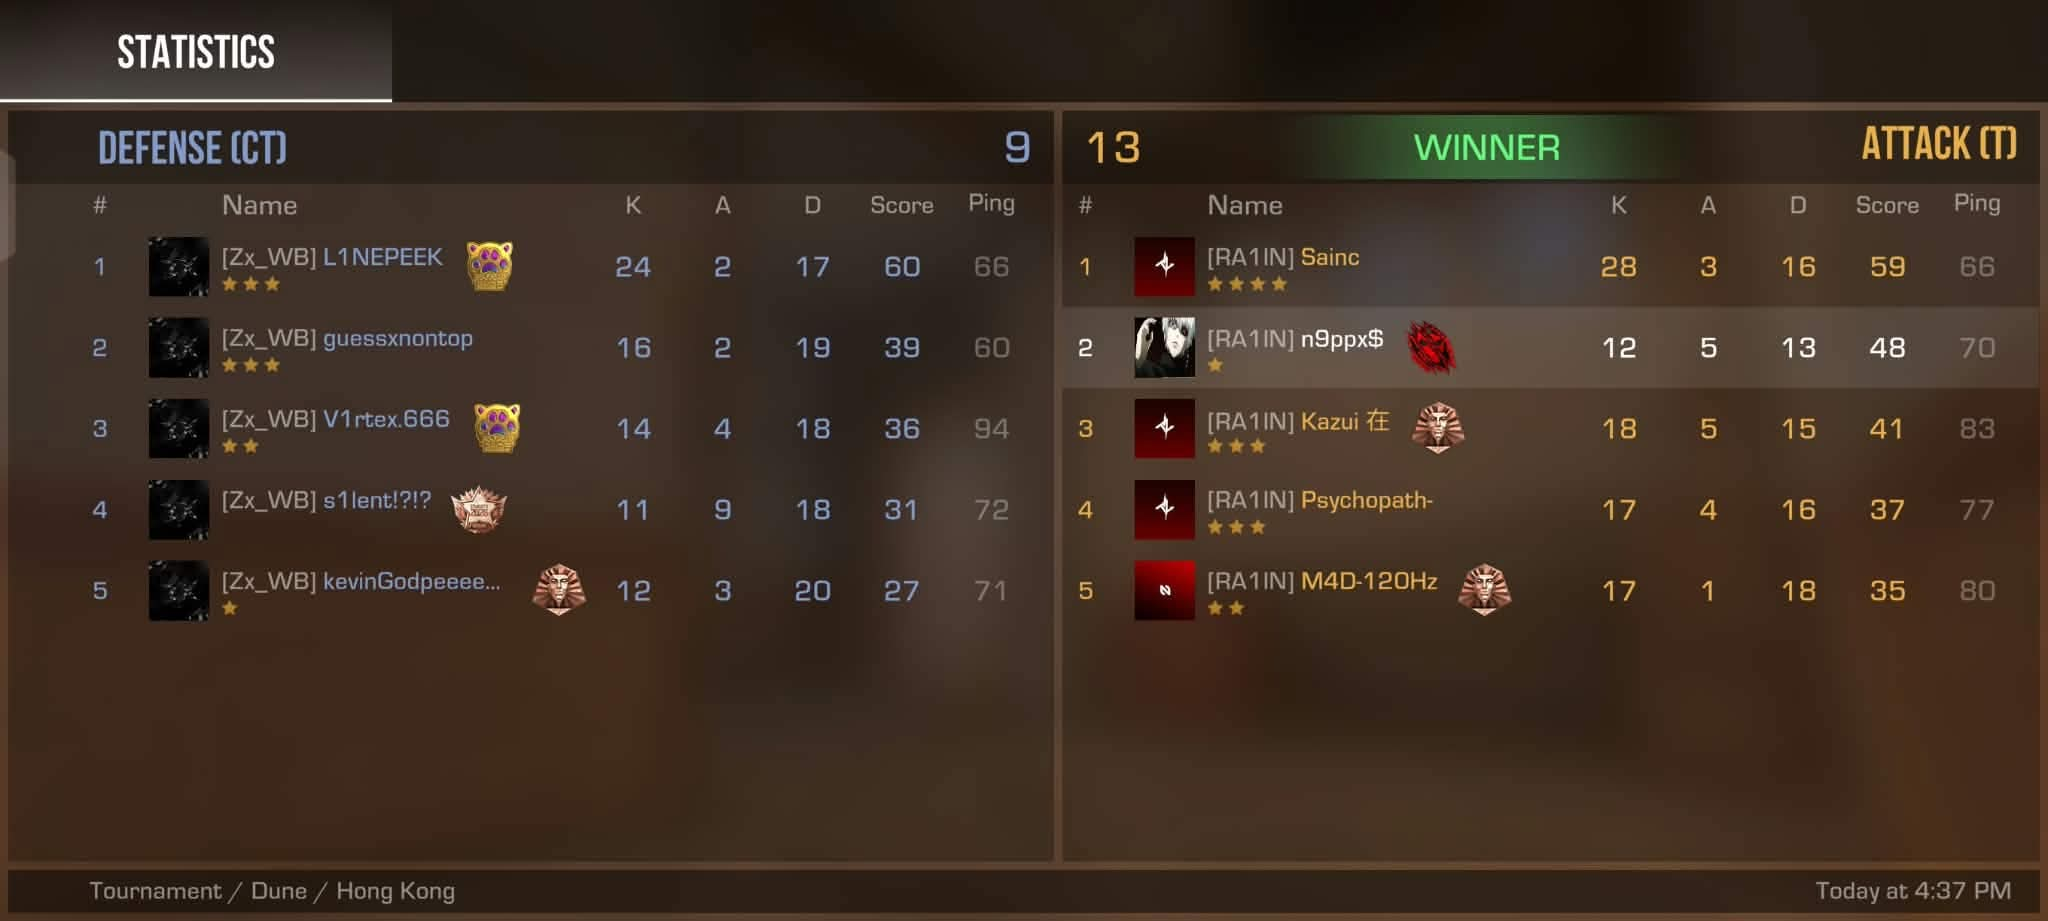 STATISTICS
DEFENSE (CT) 9
# Name K A D Score Ping
1 [Zx_WB] L1NEPEEK 24 2 17 60 66
2 [Zx_WB] guessxnontop 16 2 19 39 60
3 [Zx_WB] V1rtex.666 14 4 18 36 94
4 [Zx_WB] s1lent!?!? 11 9 18 31 72
5 [Zx_WB] kevinGodpeeee... 12 3 20 27 71
13 WINNER ATTACK (T)
# Name K A D Score Ping
1 [RA1IN] Sainc 28 3 16 59 66
2 [RA1IN] n9ppx$ 12 5 13 48 70
3 [RA1IN] Kazui 在 18 5 15 41 83
4 [RA1IN] Psychopath- 17 4 16 37 77
5 [RA1IN] M4D-120Hz 17 1 18 35 80
Tournament / Dune / Hong Kong
Today at 4:37 PM